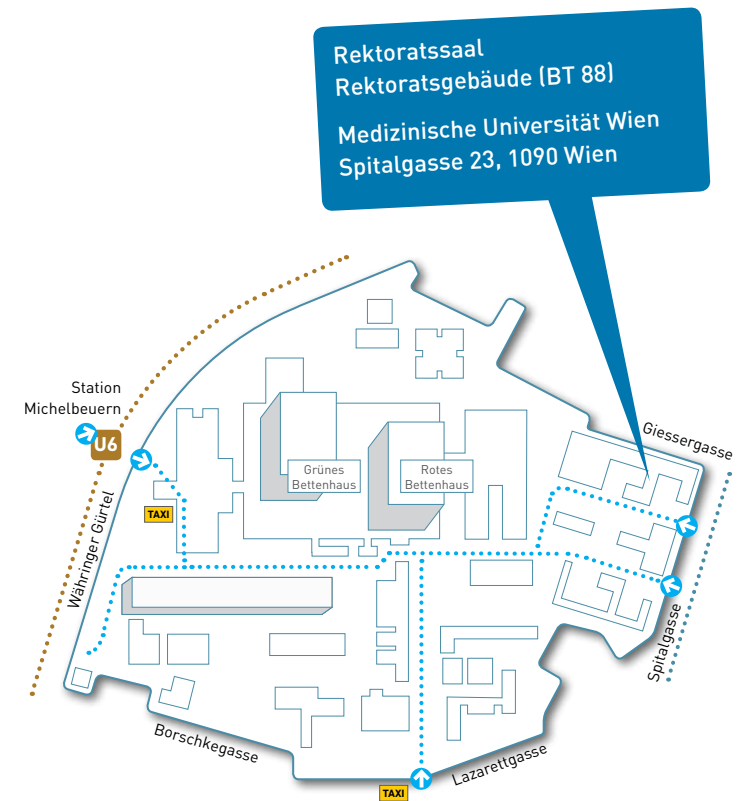 Rektoratssaal
Rektoratsgebäude (BT 88)
Medizinische Universität Wien
Spitalgasse 23, 1090 Wien
Station
Michelbeuern
U6
Giessergasse
Grünes
Bettenhaus
Rotes
Bettenhaus
TAXI
Währinger Gürtel
Spitalgasse
Borschkegasse
Lazarettgasse
TAXI